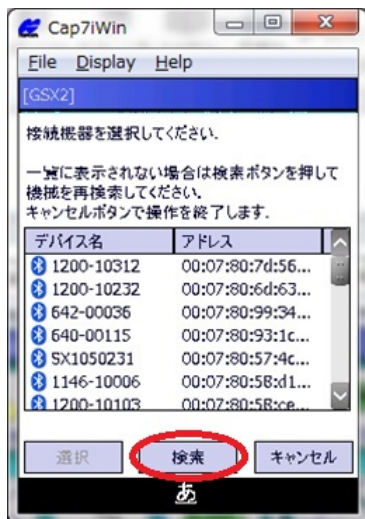 Cap7iWin
File Display Help
[GSX2]
接続機器を選択してください.
一覧に表示されない場合は検索ボタンを押して
機械を再検索してください.
キャンセルボタンで操作を終了します.
デバイス名 アドレス
1200-10312 00:07:80:7d:56...
1200-10232 00:07:80:6d:63...
642-00036 00:07:80:99:34...
640-00115 00:07:80:93:1c...
SX1050231 00:07:80:57:4c...
1146-10006 00:07:80:58:d1...
1200-10103 00:07:80:5B:ce...
選択 検索 キャンセル
あ